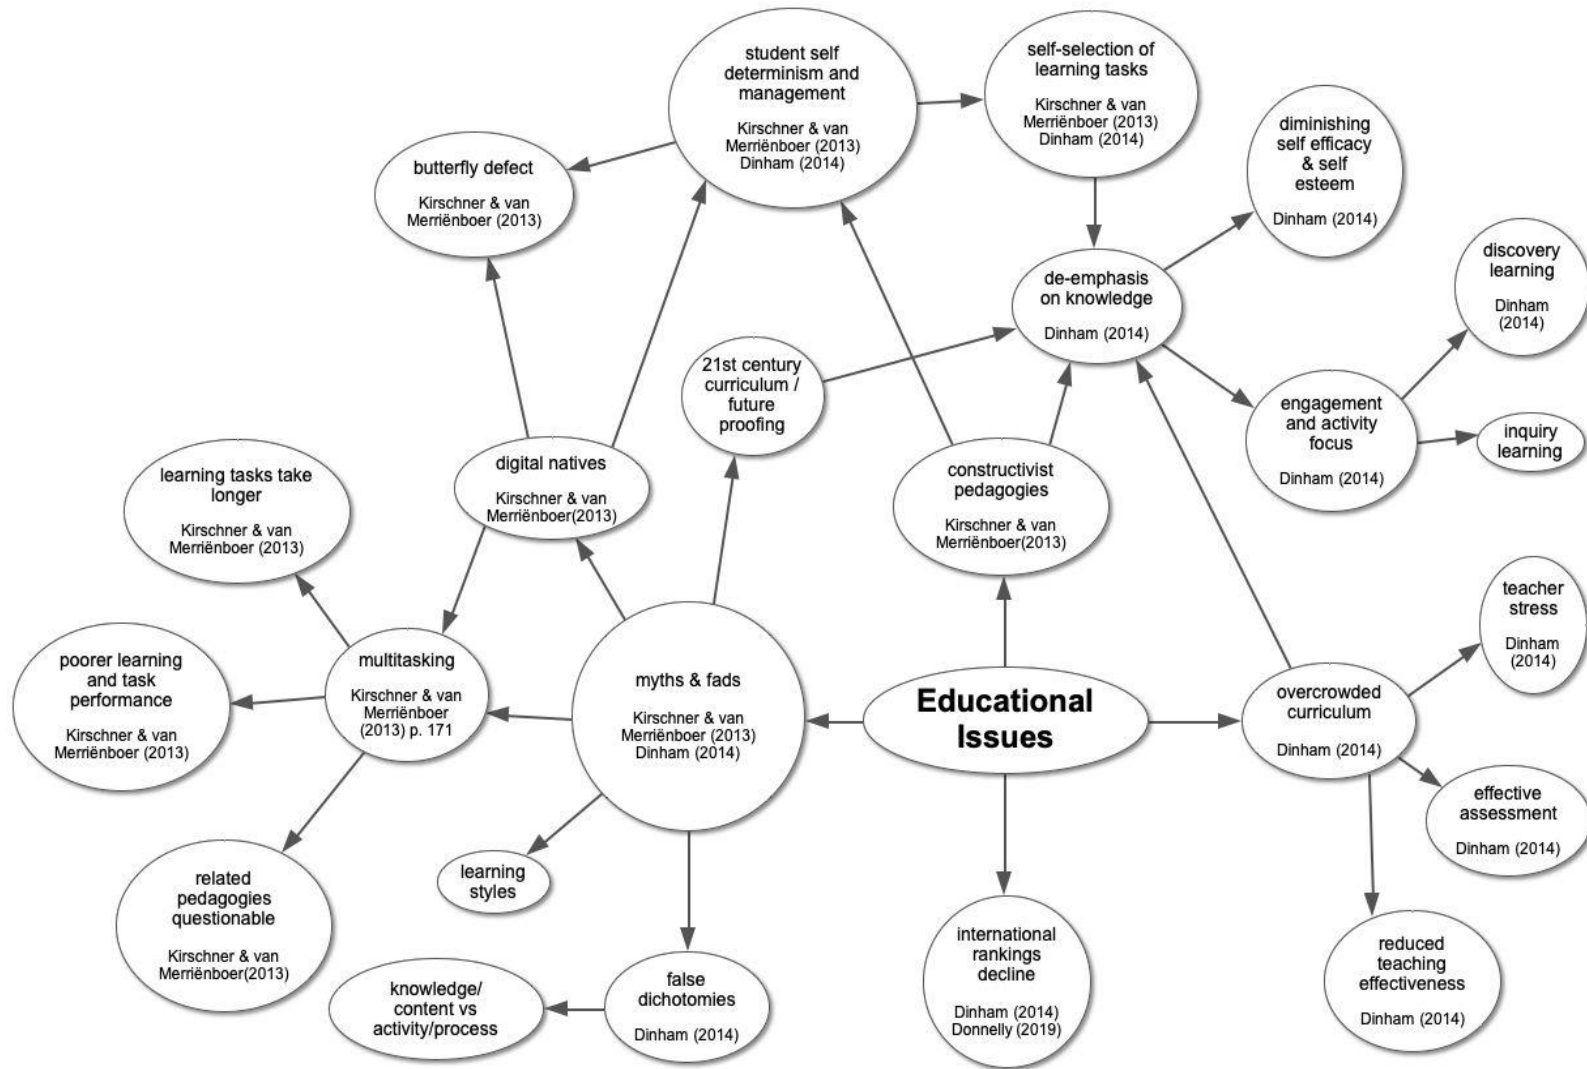 student self
determinism and
management
Kirschner & van
Merriënboer (2013)
Dinham (2014)
self-selection of
learning tasks
Kirschner & van
Merriënboer (2013)
Dinham (2014)
diminishing
self efficacy
& self
esteem
Dinham (2014)
butterfly defect
Kirschner & van
Merriënboer (2013)
discovery
learning
Dinham
(2014)
de-emphasis
on knowledge
Dinham (2014)
21st century
curriculum /
future
proofing
engagement
and activity
focus
Dinham (2014)
inquiry
learning
digital natives
Kirschner & van
Merriënboer(2013)
constructivist
pedagogies
Kirschner & van
Merriënboer(2013)
learning tasks take
longer
Kirschner & van
Merriënboer (2013)
teacher
stress
Dinham
(2014)
poorer learning
and task
performance
Kirschner & van
Merriënboer (2013)
multitasking
Kirschner & van
Merriënboer
(2013) p. 171
myths & fads
Kirschner & van
Merriënboer (2013)
Dinham (2014)
Educational
Issues
overcrowded
curriculum
Dinham (2014)
effective
assessment
Dinham (2014)
learning
styles
related
pedagogies
questionable
Kirschner & van
Merriënboer(2013)
international
rankings
decline
Dinham (2014)
Donnelly (2019)
reduced
teaching
effectiveness
Dinham (2014)
knowledge/
content vs
activity/process
false
dichotomies
Dinham (2014)